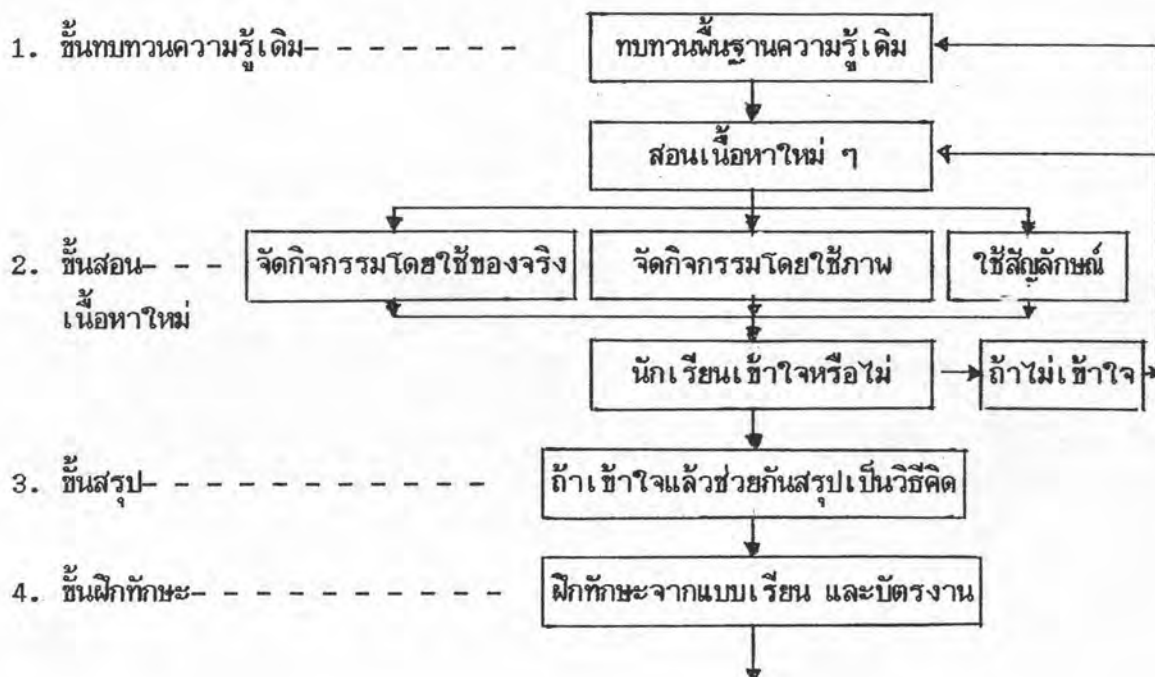 1. ขั้นทบทวนความรู้เดิม- - - - - - - ทบทวนพื้นฐานความรู้เดิม
สอนเนื้อหาใหม่ ๆ
2. ขั้นสอน- - - จัดกิจกรรมโดยใช้ของจริง จัดกิจกรรมโดยใช้ภาพ ใช้สัญลักษณ์
เนื้อหาใหม่
นักเรียนเข้าใจหรือไม่ ถ้าไม่เข้าใจ
3. ขั้นสรุป- - - - - - - - - - - ถ้าเข้าใจแล้วช่วยกันสรุปเป็นวิธีคิด
4. ขั้นฝึกทักษะ- - - - - - - - - ฝึกทักษะจากแบบเรียน และบัตรงาน